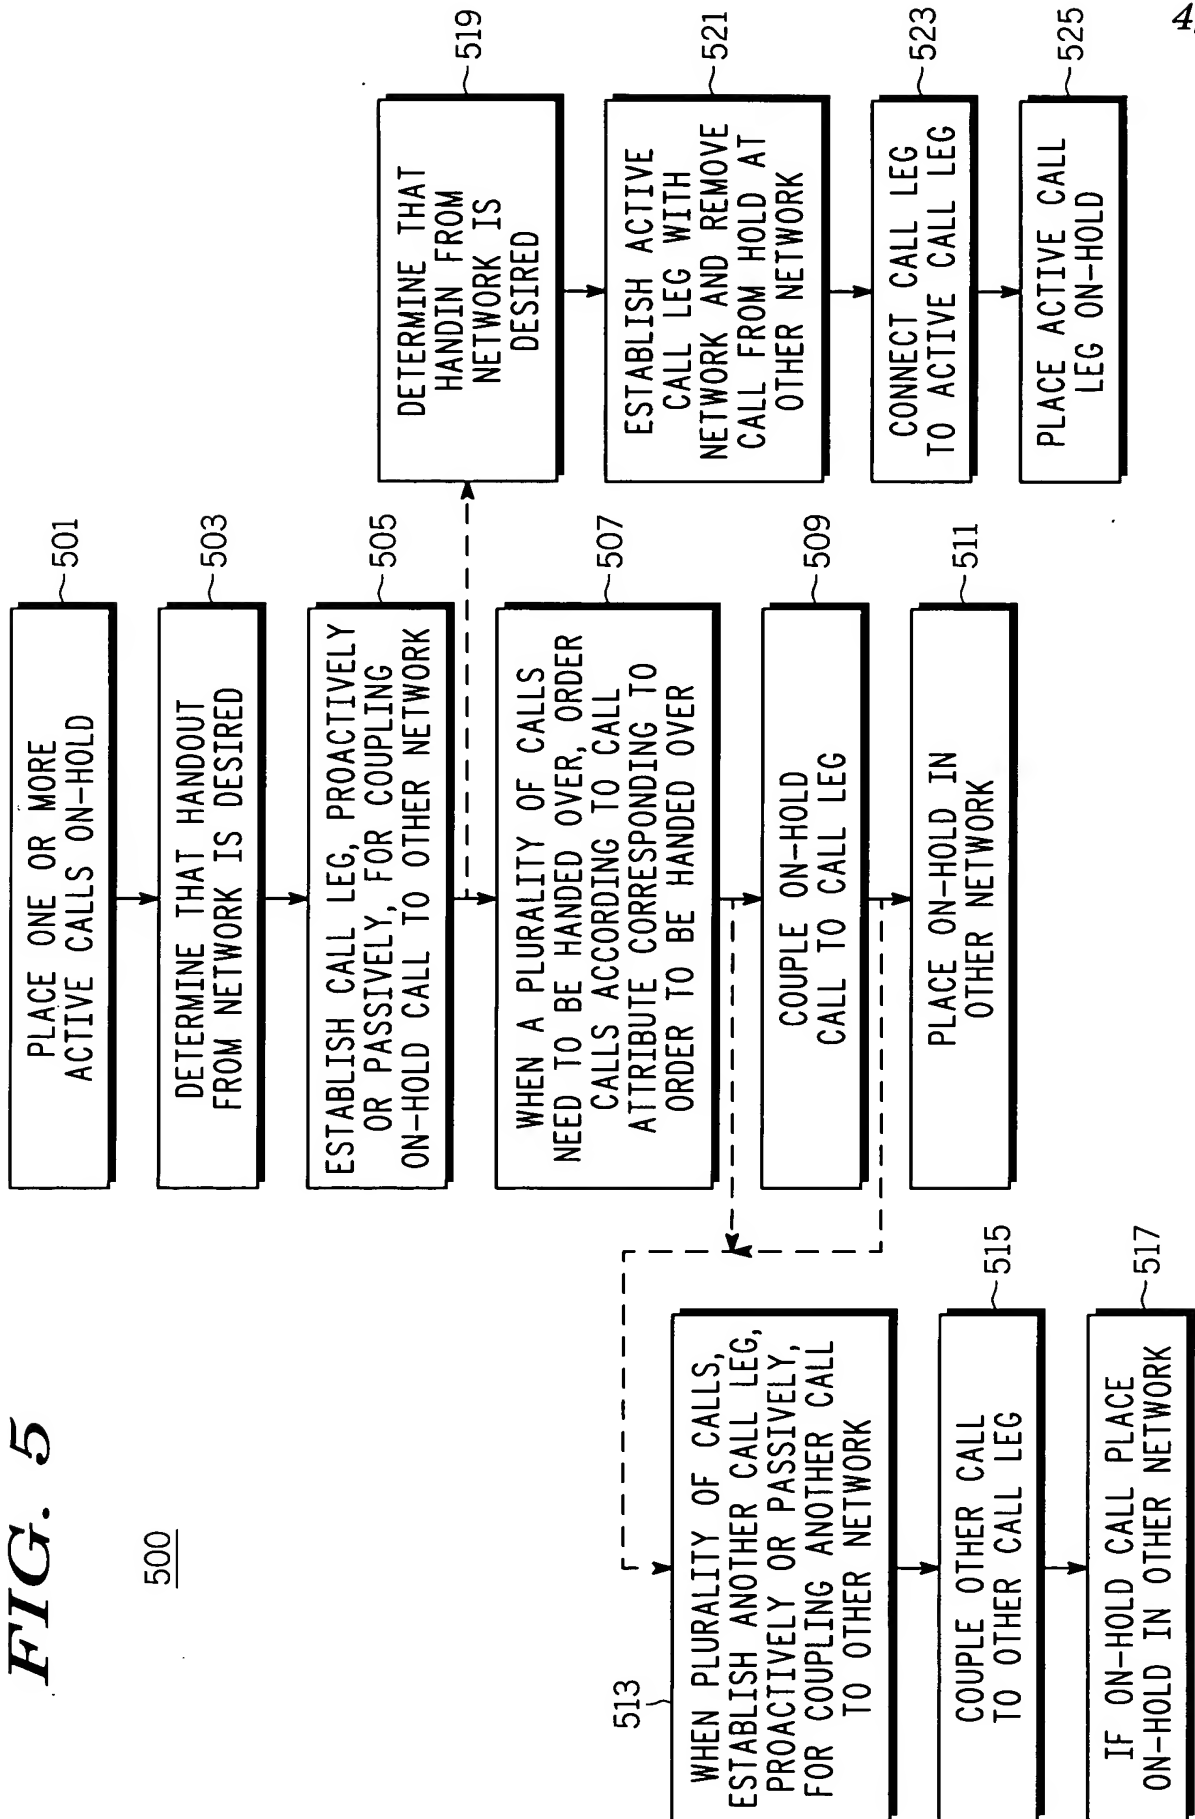 FIG. 5
500
PLACE ONE OR MORE
ACTIVE CALLS ON-HOLD
501
DETERMINE THAT HANDOUT
FROM NETWORK IS DESIRED
503
ESTABLISH CALL LEG, PROACTIVELY
OR PASSIVELY, FOR COUPLING
ON-HOLD CALL TO OTHER NETWORK
505
WHEN A PLURALITY OF CALLS
NEED TO BE HANDED OVER, ORDER
CALLS ACCORDING TO CALL
ATTRIBUTE CORRESPONDING TO
ORDER TO BE HANDED OVER
507
COUPLE ON-HOLD
CALL TO CALL LEG
509
PLACE ON-HOLD IN
OTHER NETWORK
511
513
WHEN PLURALITY OF CALLS,
ESTABLISH ANOTHER CALL LEG,
PROACTIVELY OR PASSIVELY,
FOR COUPLING ANOTHER CALL
TO OTHER NETWORK
COUPLE OTHER CALL
TO OTHER CALL LEG
515
IF ON-HOLD CALL PLACE
ON-HOLD IN OTHER NETWORK
517
DETERMINE THAT
HANDIN FROM
NETWORK IS
DESIRED
519
ESTABLISH ACTIVE
CALL LEG WITH
NETWORK AND REMOVE
CALL FROM HOLD AT
OTHER NETWORK
521
CONNECT CALL LEG
TO ACTIVE CALL LEG
523
PLACE ACTIVE CALL
LEG ON-HOLD
525